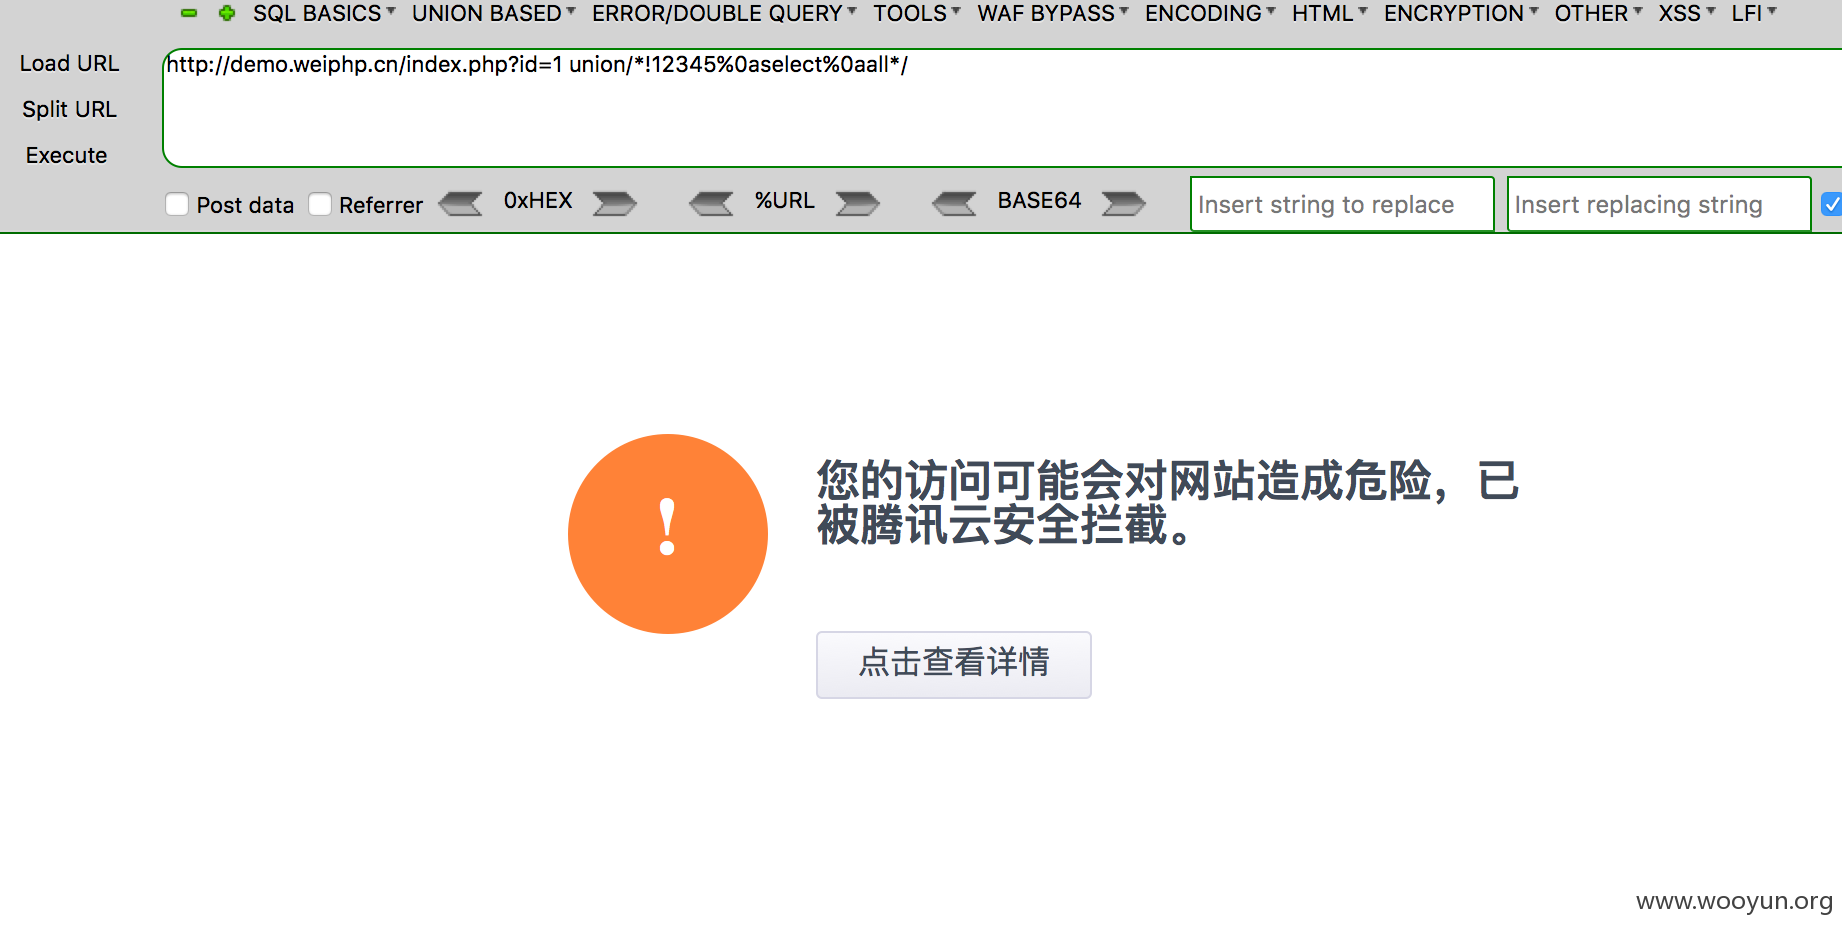 SQL BASICS UNION BASED ERROR/DOUBLE QUERY TOOLS WAF BYPASS ENCODING HTML ENCRYPTION OTHER XSS LFI
Load URL
http://demo.weiphp.cn/index.php?id=1 union/*!12345%0aselect%0aall*/
Split URL
Execute
Post data Referrer 0xHEX %URL BASE64 Insert string to replace Insert replacing string
!
您的访问可能会对网站造成危险，已
被腾讯云安全拦截。
点击查看详情
www.wooyun.org